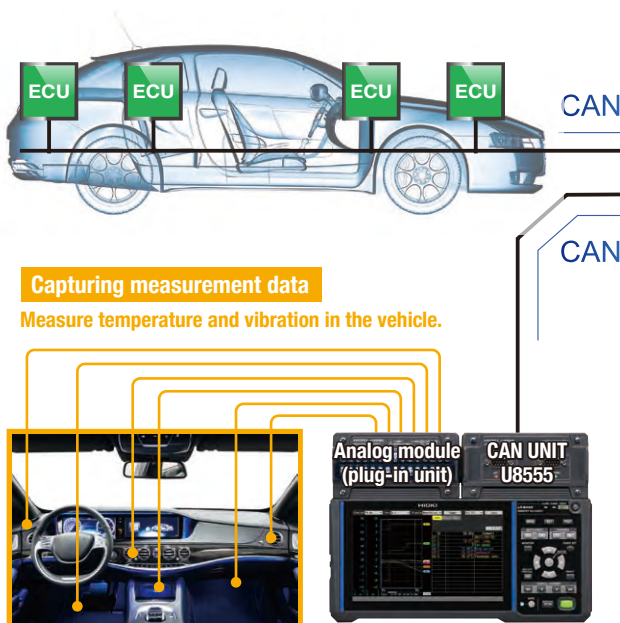 ECU
ECU
ECU
ECU
CAN
CAN
Capturing measurement data
Measure temperature and vibration in the vehicle.
Analog module
(plug-in unit)
CAN UNIT
U8555
HIOKI